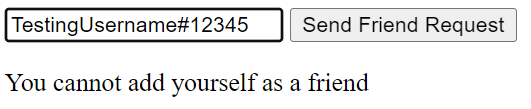 TestingUsername#12345 Send Friend Request
You cannot add yourself as a friend